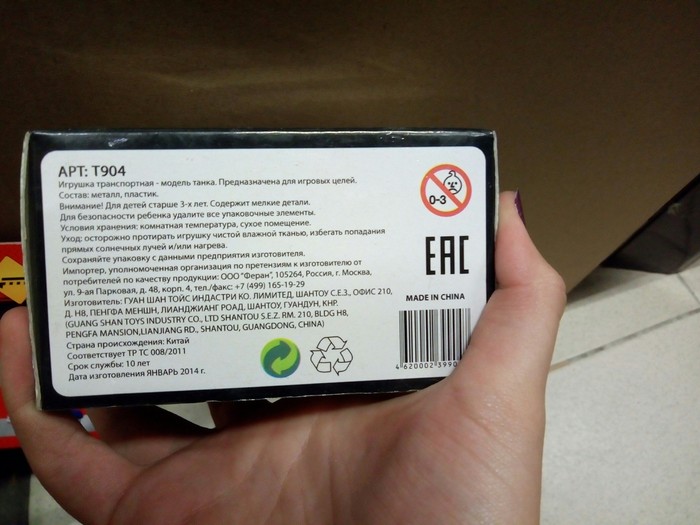 АРТ: Т904
Игрушка транспортная - модель танка. Предназначена для игровых целей.
Состав: металл, пластик.
Внимание! Для детей старше 3-х лет. Содержит мелкие детали.
Для безопасности ребенка удалите все упаковочные элементы.
Условия хранения: комнатная температура, сухое помещение.
Уход: осторожно протирать игрушку чистой влажной тканью, избегать попадания
прямых солнечных лучей и/или нагрева.
Сохраняйте упаковку с данными предприятия изготовителя.
Импортер, уполномоченная организация по претензиям к изготовителю от
потребителей по качеству продукции: ООО "Феран", 105264, Россия, г. Москва,
ул. 9-ая Парковая, д. 48, корп. 4, тел./факс: +7 (499) 165-19-29
Изготовитель: ГУАН ШАН ТОЙС ИНДАСТРИ КО. ЛИМИТЕД, ШАНТОУ С.Е.З., ОФИС 210,
Д. H8, ПЕНГФА МЕНШН, ЛИАНДЖИАНГ РОАД, ШАНТОУ, ГУАНДУН, КНР.
(GUANG SHAN TOYS INDUSTRY CO., LTD SHANTOU S.E.Z. RM. 210, BLDG H8,
PENGFA MANSION,LIANJIANG RD., SHANTOU, GUANGDONG, CHINA)
Страна происхождения: Китай
Соответствует ТР ТС 008/2011
Срок службы: 10 лет
Дата изготовления ЯНВАРЬ 2014 г.
0-3
EAC
MADE IN CHINA
4 620002 3990